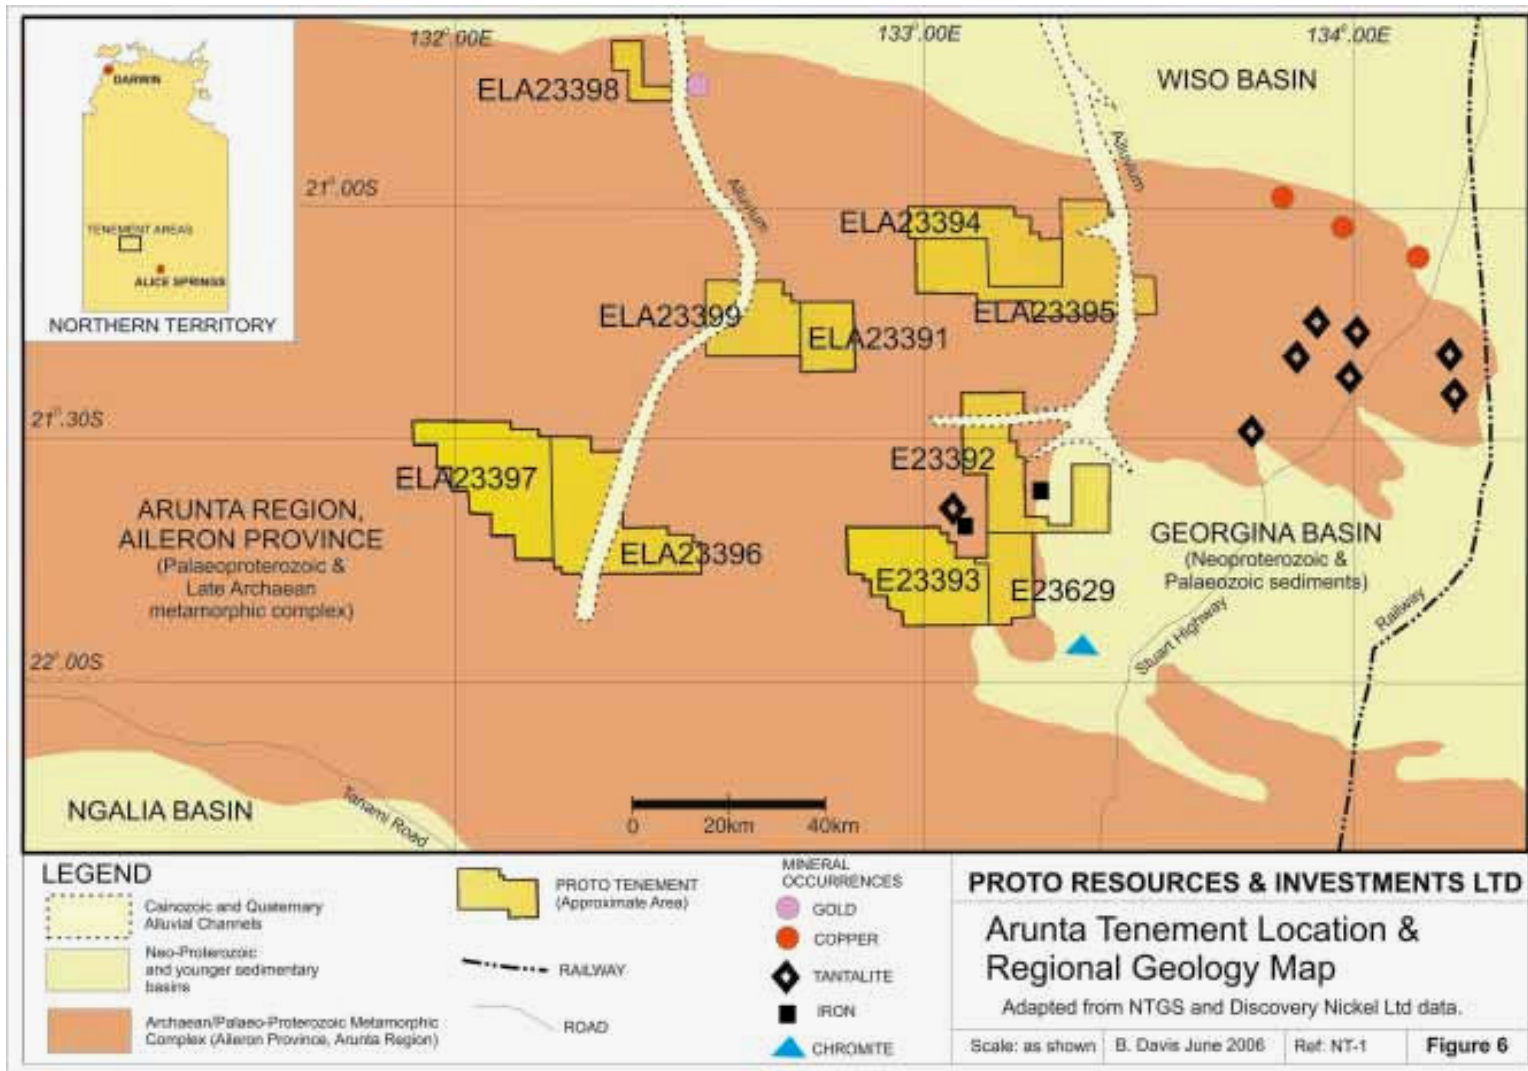 132°.00E
133°.00E
134°.00E
DARWIN
TENEMENT AREAS
ALICE SPRINGS
NORTHERN TERRITORY
ELA23398
WISO BASIN
Alluvium
Alluvium
21°.00S
ELA23394
ELA23399
ELA23391
ELA23395
21°.30S
ELA23397
E23392
ARUNTA REGION,
AILERON PROVINCE
(Palaeoproterozoic &
Late Archaean
metamorphic complex)
ELA23396
E23393
E23629
GEORGINA BASIN
(Neoproterozoic &
Palaeozoic sediments)
Stuart Highway
Railway
22°.00S
NGALIA BASIN
Tanami Road
0 20km 40km
LEGEND
Cainozoic and Quaternary
Alluvial Channels
Neo-Proterozoic
and younger sedimentary
basins
Archaean/Palaeo-Proterozoic Metamorphic
Complex (Aileron Province, Arunta Region)
PROTO TENEMENT
(Approximate Area)
RAILWAY
ROAD
MINERAL
OCCURRENCES
GOLD
COPPER
TANTALITE
IRON
CHROMITE
PROTO RESOURCES & INVESTMENTS LTD
Arunta Tenement Location &
Regional Geology Map
Adapted from NTGS and Discovery Nickel Ltd data.
Scale: as shown B. Davis June 2006 Ref: NT-1 Figure 6